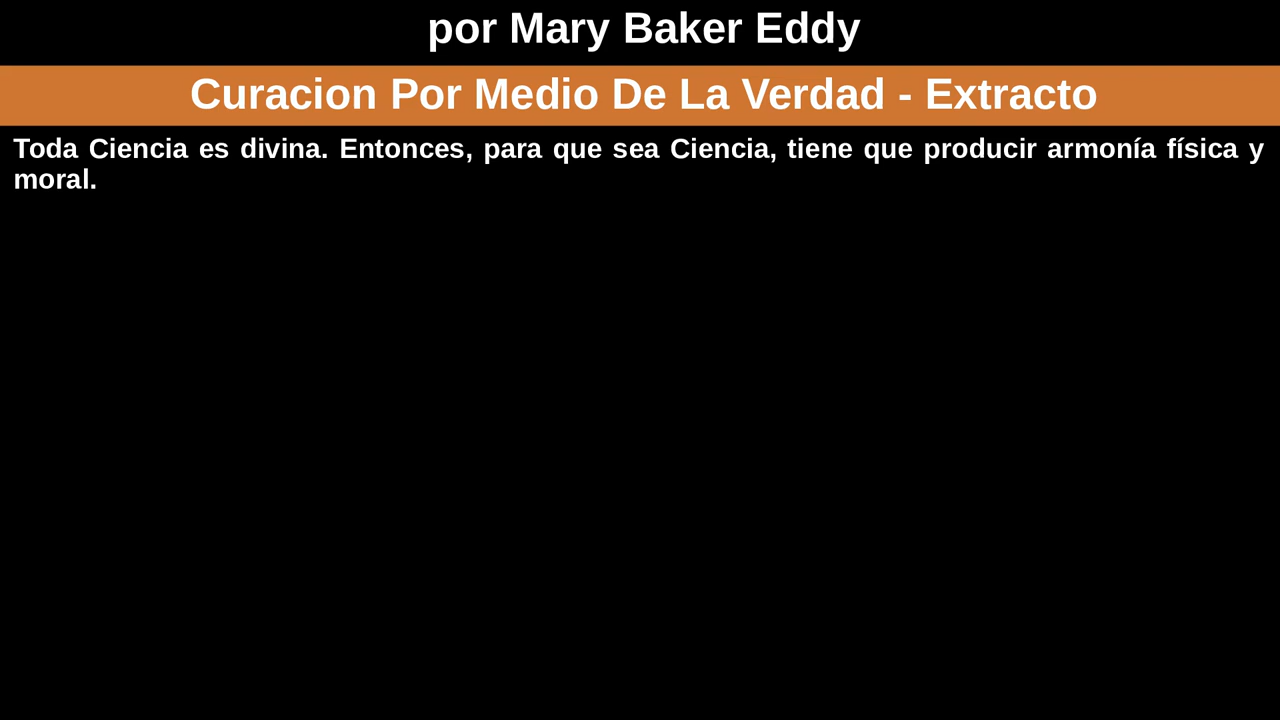 por Mary Baker Eddy
Curacion Por Medio De La Verdad - Extracto
Toda Ciencia es divina. Entonces, para que sea Ciencia, tiene que producir armonía física y
moral.